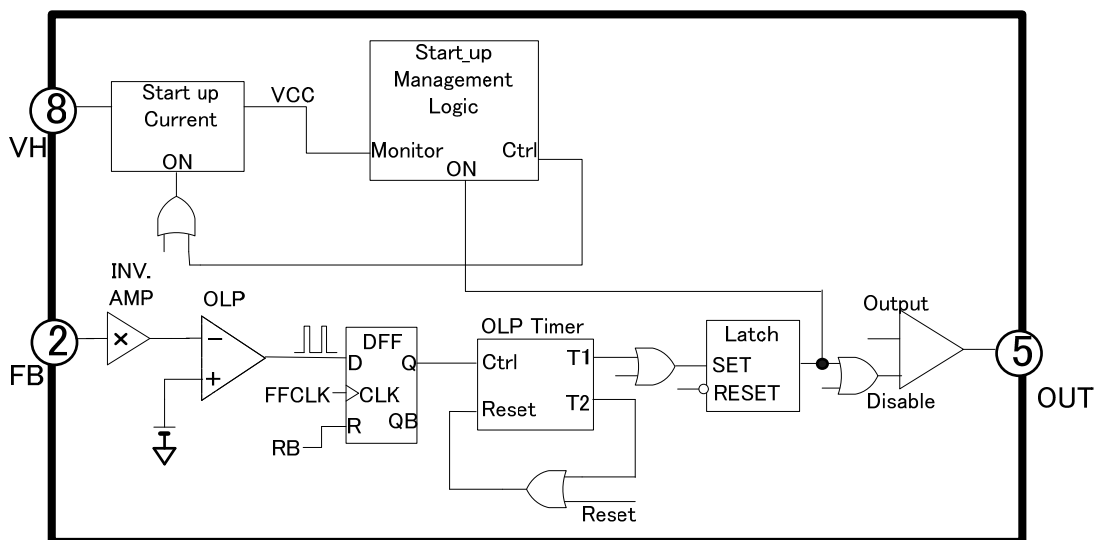 8
VH
Start up
Current
ON
VCC
Start_up
Management
Logic
Monitor
Ctrl
ON
INV.
AMP
OLP
2
FB
×
−
+
DFF
D
Q
FFCLK
CLK
QB
R
RB
OLP Timer
Ctrl
T1
Reset
T2
Reset
Latch
SET
RESET
Output
Disable
5
OUT